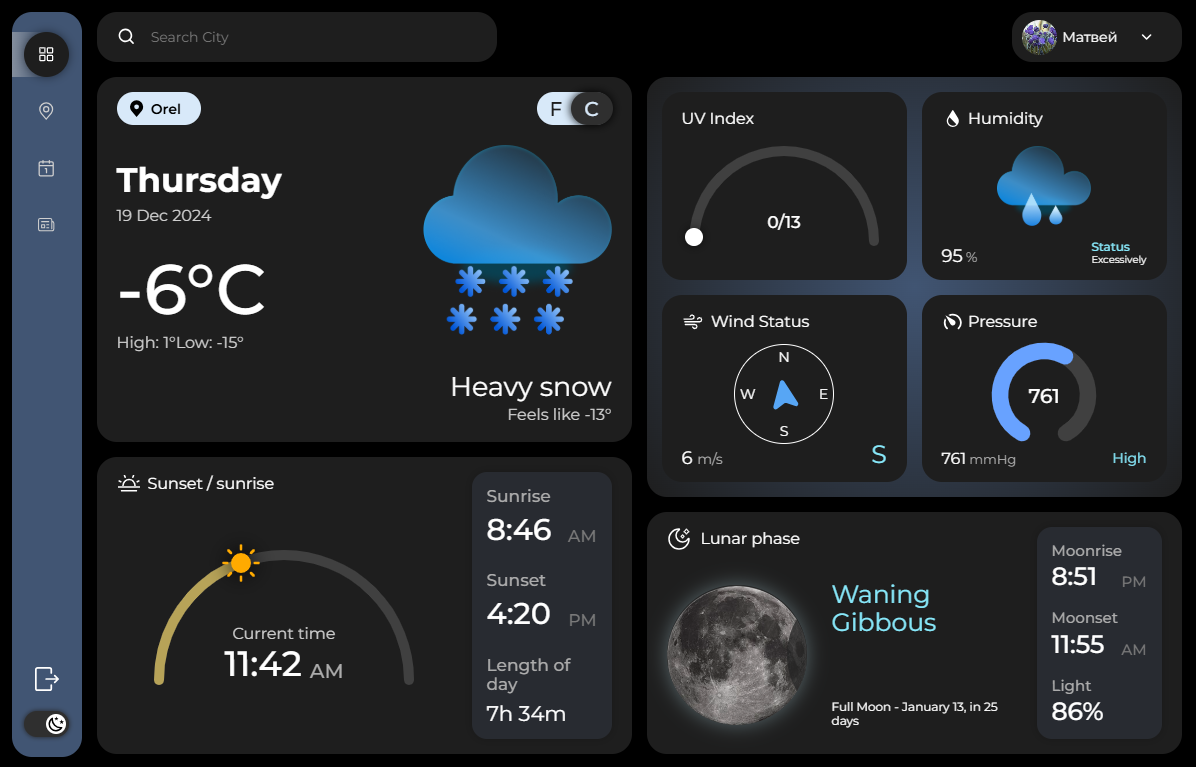 Search City
Матвей
Orel
F C
Thursday
19 Dec 2024
-6°C
High: 1°Low: -15°
Heavy snow
Feels like -13°
UV Index
0/13
Humidity
95 %
Status
Excessively
Wind Status
N
W E
S
6 m/s
S
Pressure
761
761 mmHg
High
Sunset / sunrise
Current time
11:42 AM
Sunrise
8:46 AM
Sunset
4:20 PM
Length of
day
7h 34m
Lunar phase
Waning
Gibbous
Full Moon - January 13, in 25
days
Moonrise
8:51 PM
Moonset
11:55 AM
Light
86%